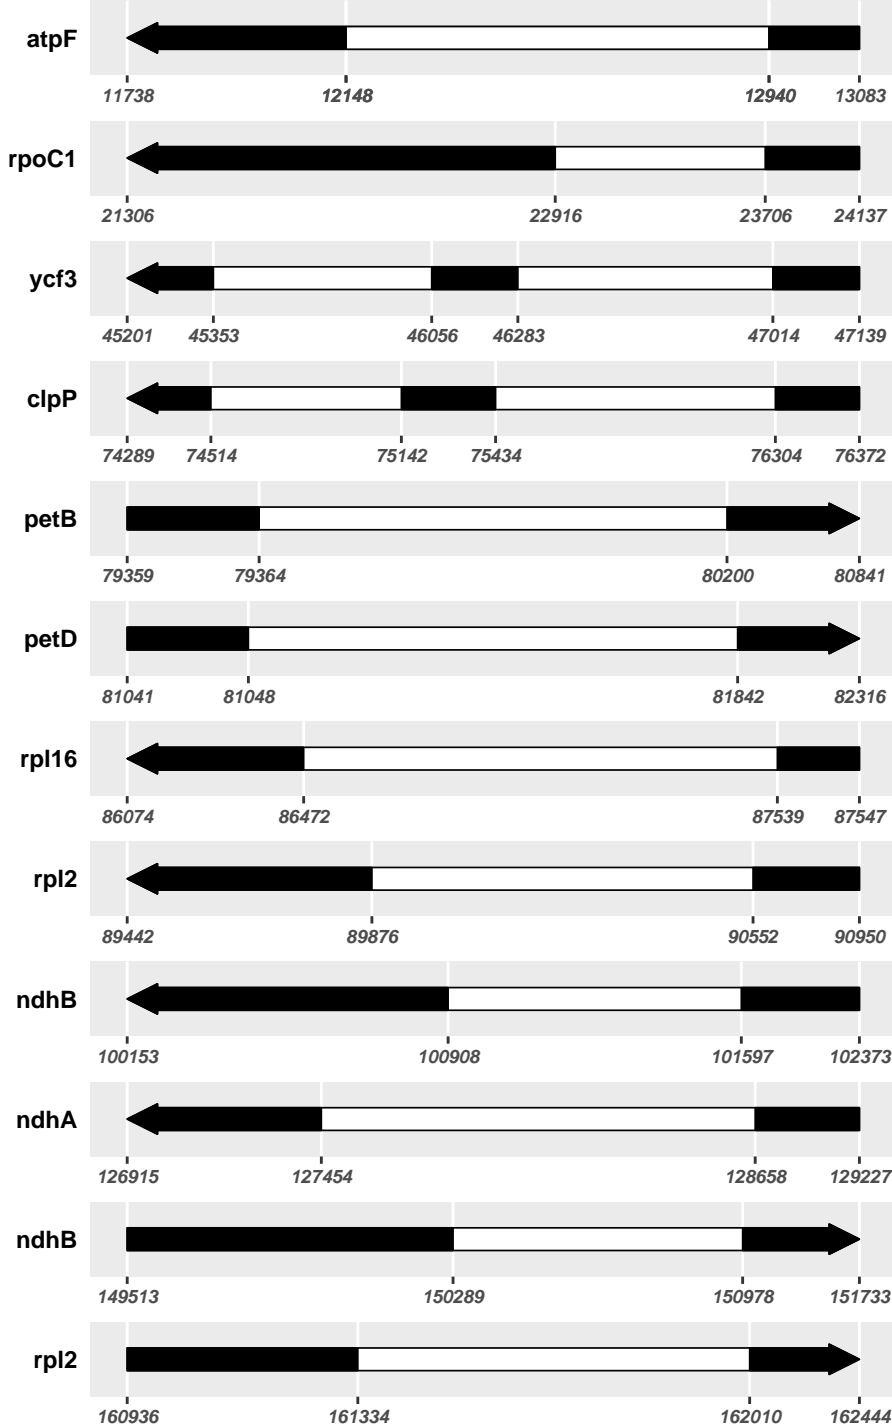 atpF
11738 12148 12940 13083
rpoC1
21306 22916 23706 24137
ycf3
45201 45353 46056 46283 47014 47139
clpP
74289 74514 75142 75434 76304 76372
petB
79359 79364 80200 80841
petD
81041 81048 81842 82316
rpl16
86074 86472 87539 87547
rpl2
89442 89876 90552 90950
ndhB
100153 100908 101597 102373
ndhA
126915 127454 128658 129227
ndhB
149513 150289 150978 151733
rpl2
160936 161334 162010 162444